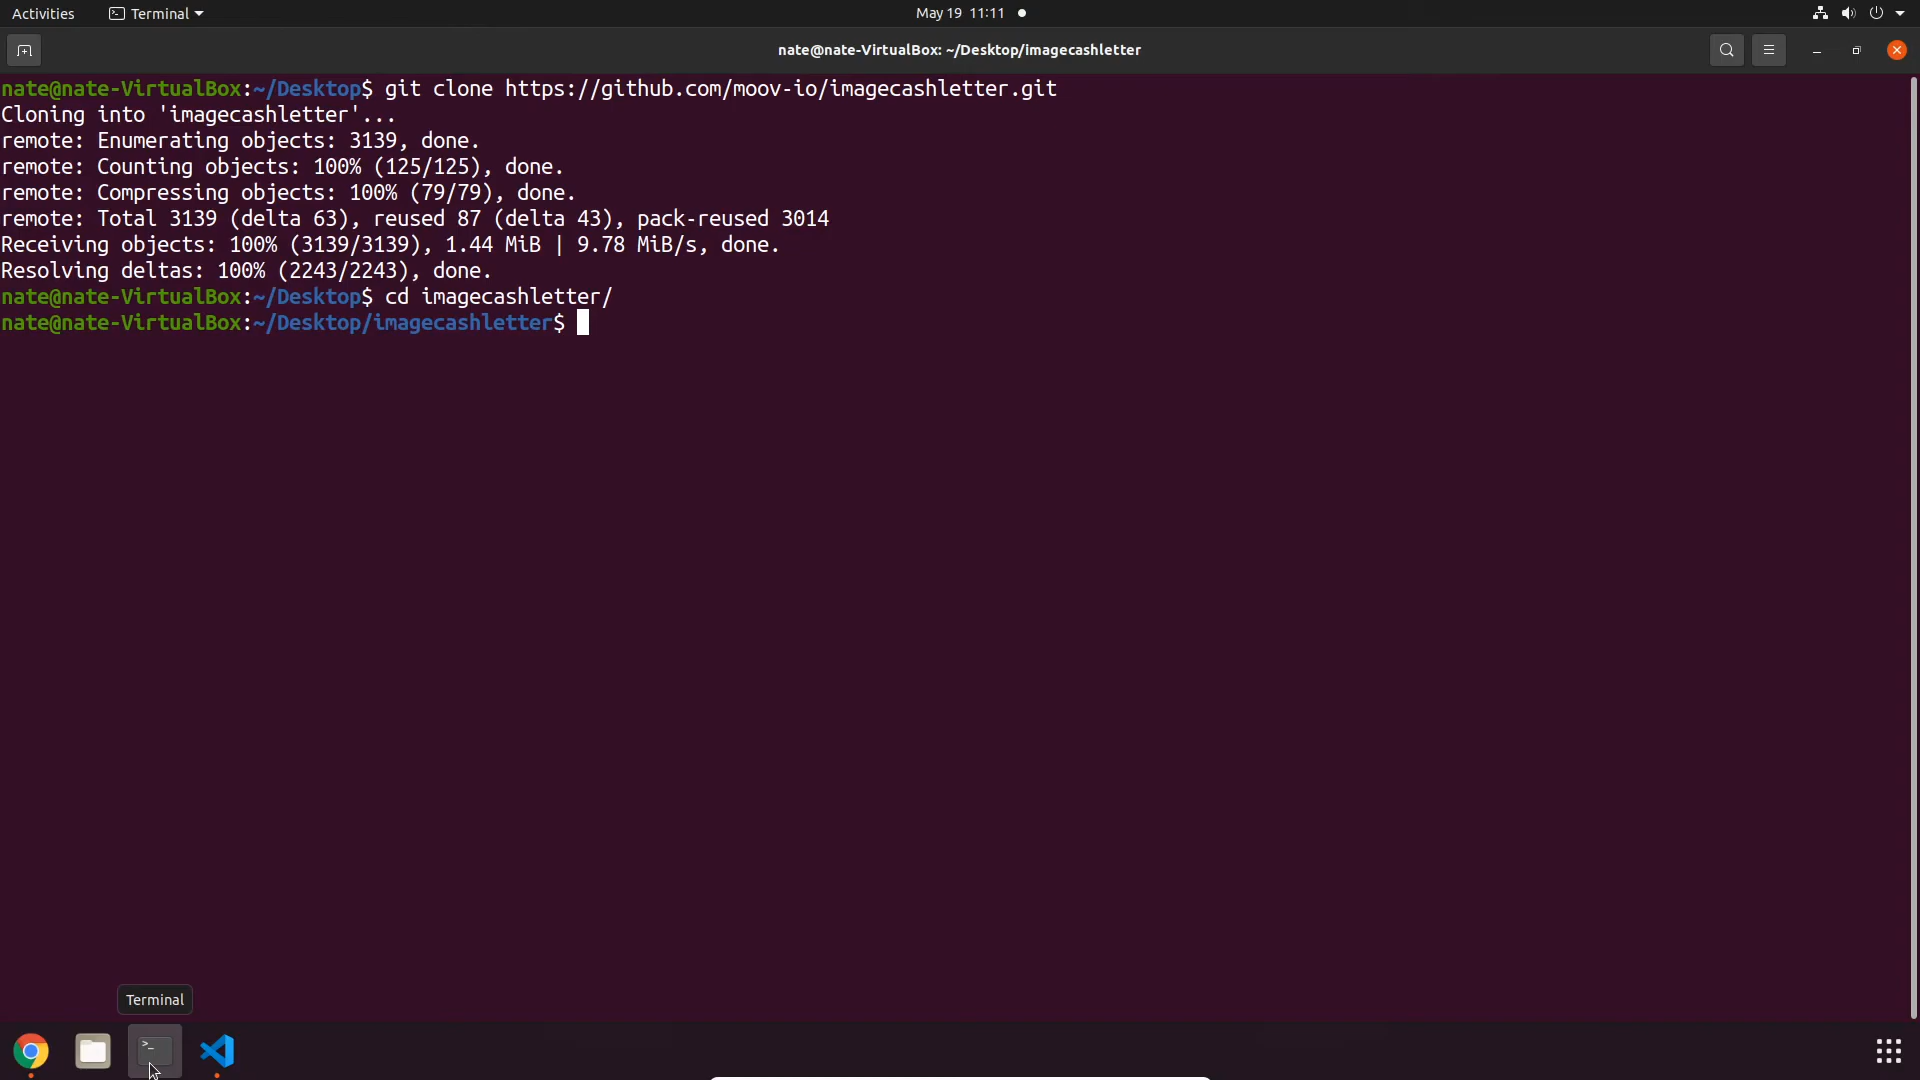 Activities Terminal May 19 11:11
nate@nate-VirtualBox: ~/Desktop/imagecashletter
nate@nate-VirtualBox:~/Desktop$ git clone https://github.com/moov-io/imagecashletter.git
Cloning into 'imagecashletter'...
remote: Enumerating objects: 3139, done.
remote: Counting objects: 100% (125/125), done.
remote: Compressing objects: 100% (79/79), done.
remote: Total 3139 (delta 63), reused 87 (delta 43), pack-reused 3014
Receiving objects: 100% (3139/3139), 1.44 MiB | 9.78 MiB/s, done.
Resolving deltas: 100% (2243/2243), done.
nate@nate-VirtualBox:~/Desktop$ cd imagecashletter/
nate@nate-VirtualBox:~/Desktop/imagecashletter$
Terminal